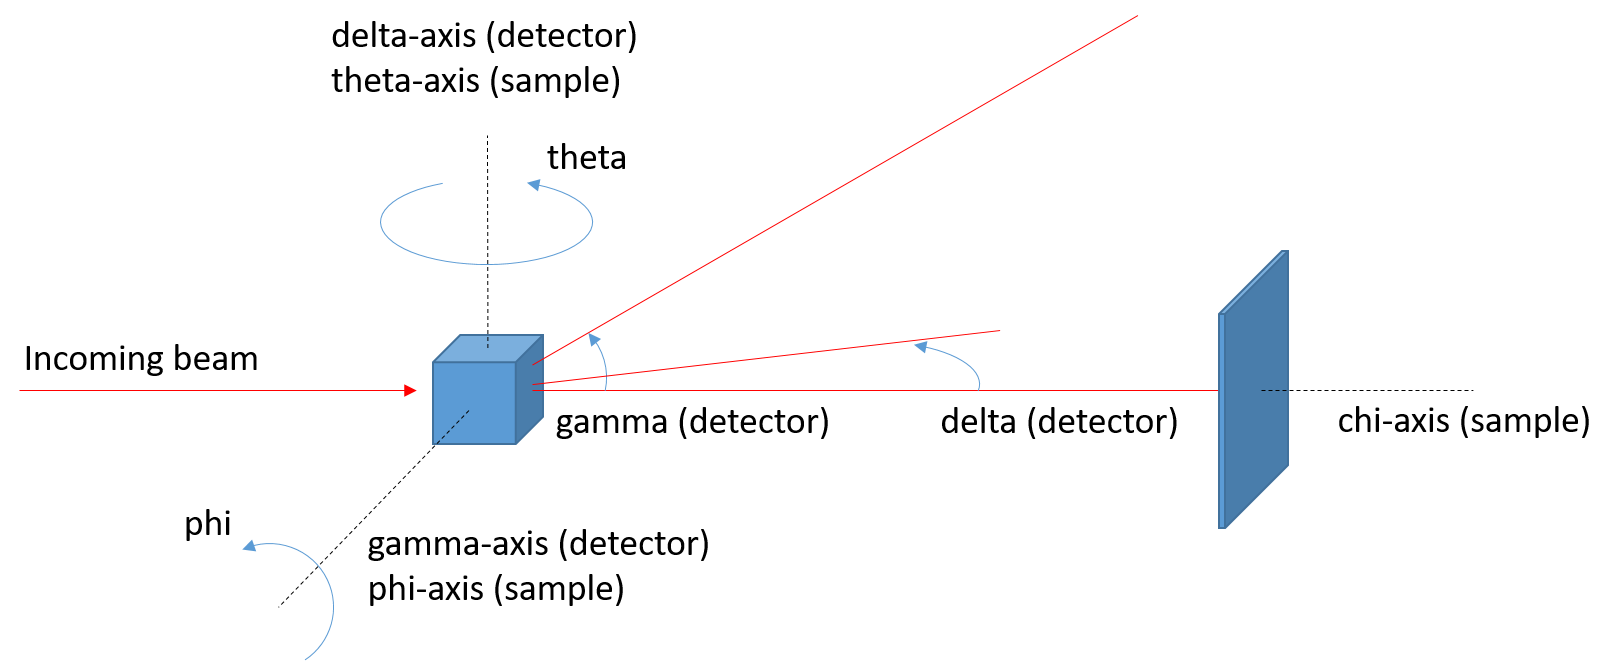 delta-axis (detector)
theta-axis (sample)
theta
Incoming beam
gamma (detector)
delta (detector)
chi-axis (sample)
phi
gamma-axis (detector)
phi-axis (sample)